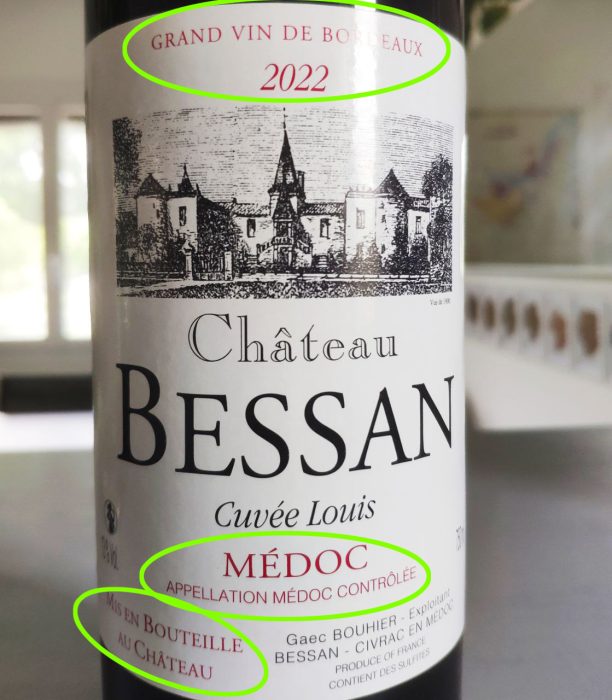 GRAND VIN DE BORDEAUX
2022
Château
BESSAN
Cuvée Louis
MÉDOC
APPELLATION MÉDOC CONTRÔLÉE
MIS EN BOUTEILLE
AU CHÂTEAU
Gaec BOUHIER - Exploitant
BESSAN - CIVRAC EN MÉDOC
PRODUCE OF FRANCE
CONTIENT DES SULFITES